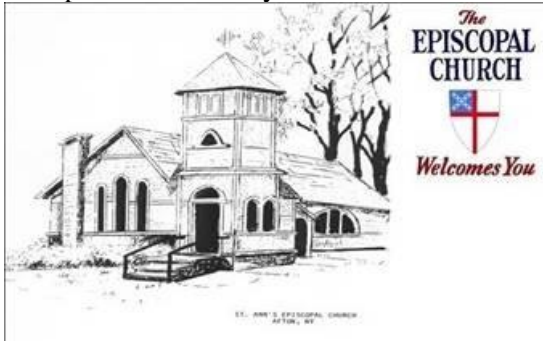 The
EPISCOPAL
CHURCH
Welcomes You
ST. ANN'S EPISCOPAL CHURCH
AFTON, NY